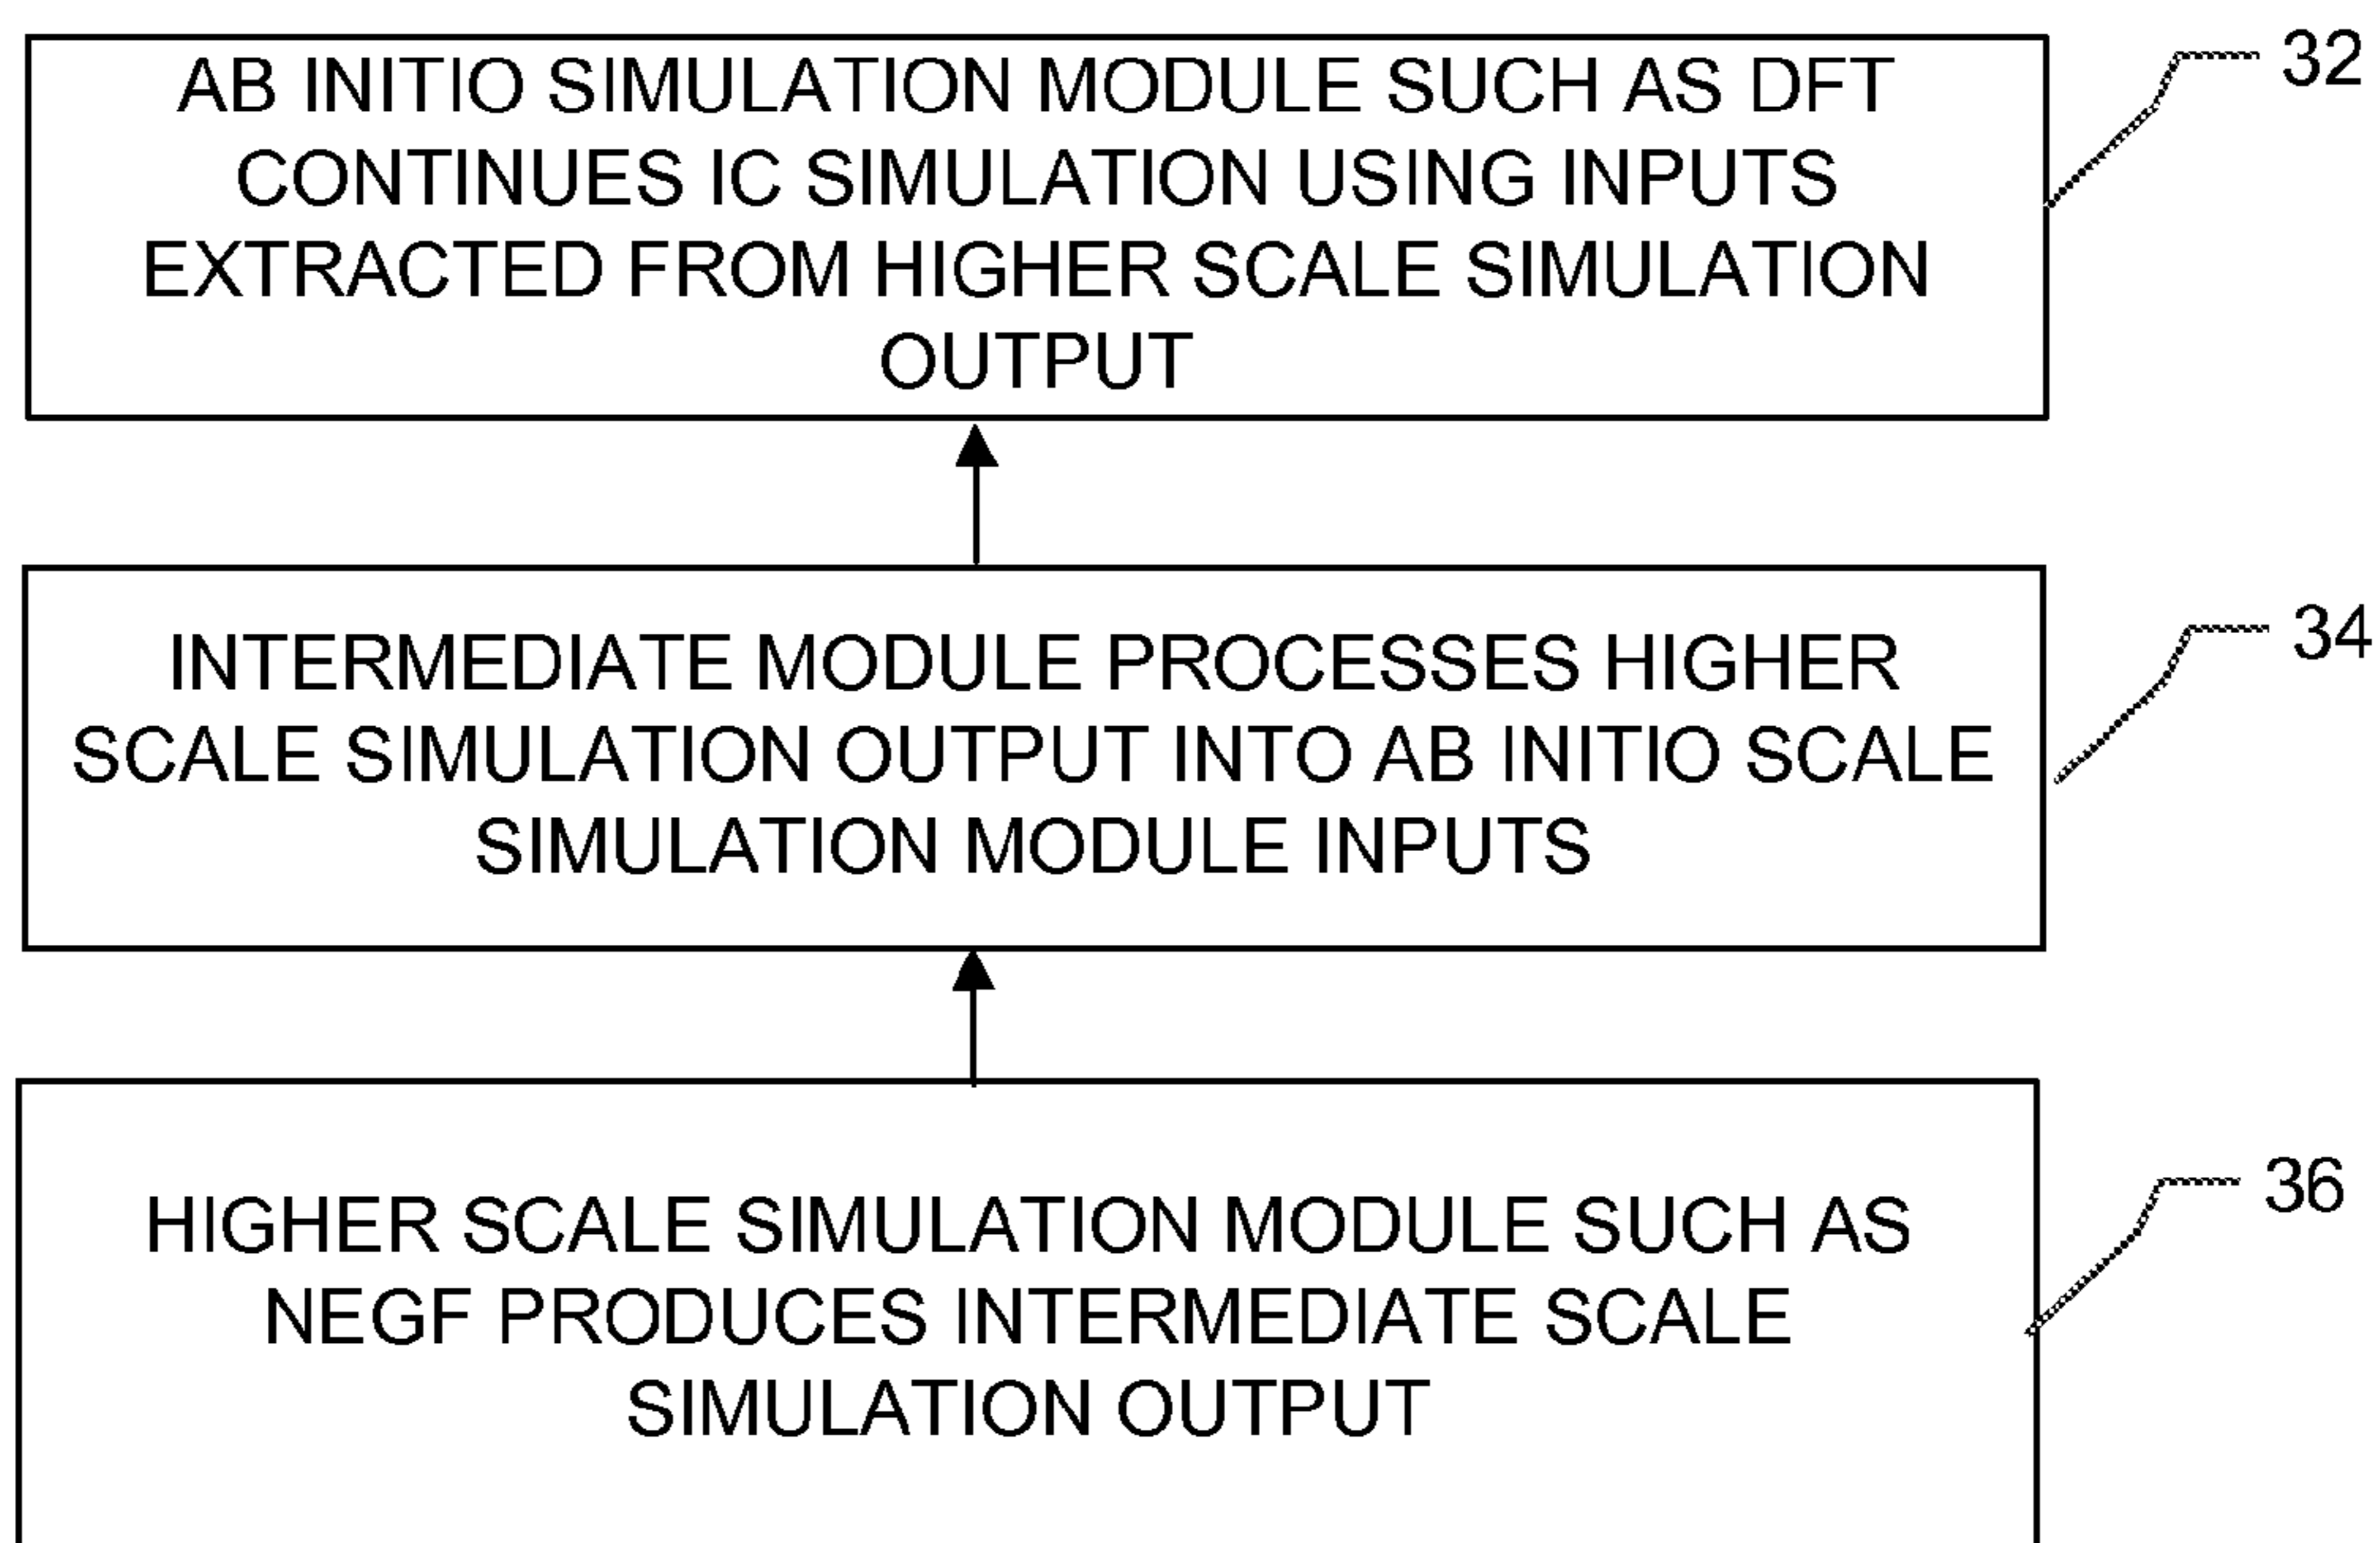 AB INITIO SIMULATION MODULE SUCH AS DFT
CONTINUES IC SIMULATION USING INPUTS
EXTRACTED FROM HIGHER SCALE SIMULATION
OUTPUT
32
INTERMEDIATE MODULE PROCESSES HIGHER
SCALE SIMULATION OUTPUT INTO AB INITIO SCALE
SIMULATION MODULE INPUTS
34
HIGHER SCALE SIMULATION MODULE SUCH AS
NEGF PRODUCES INTERMEDIATE SCALE
SIMULATION OUTPUT
36